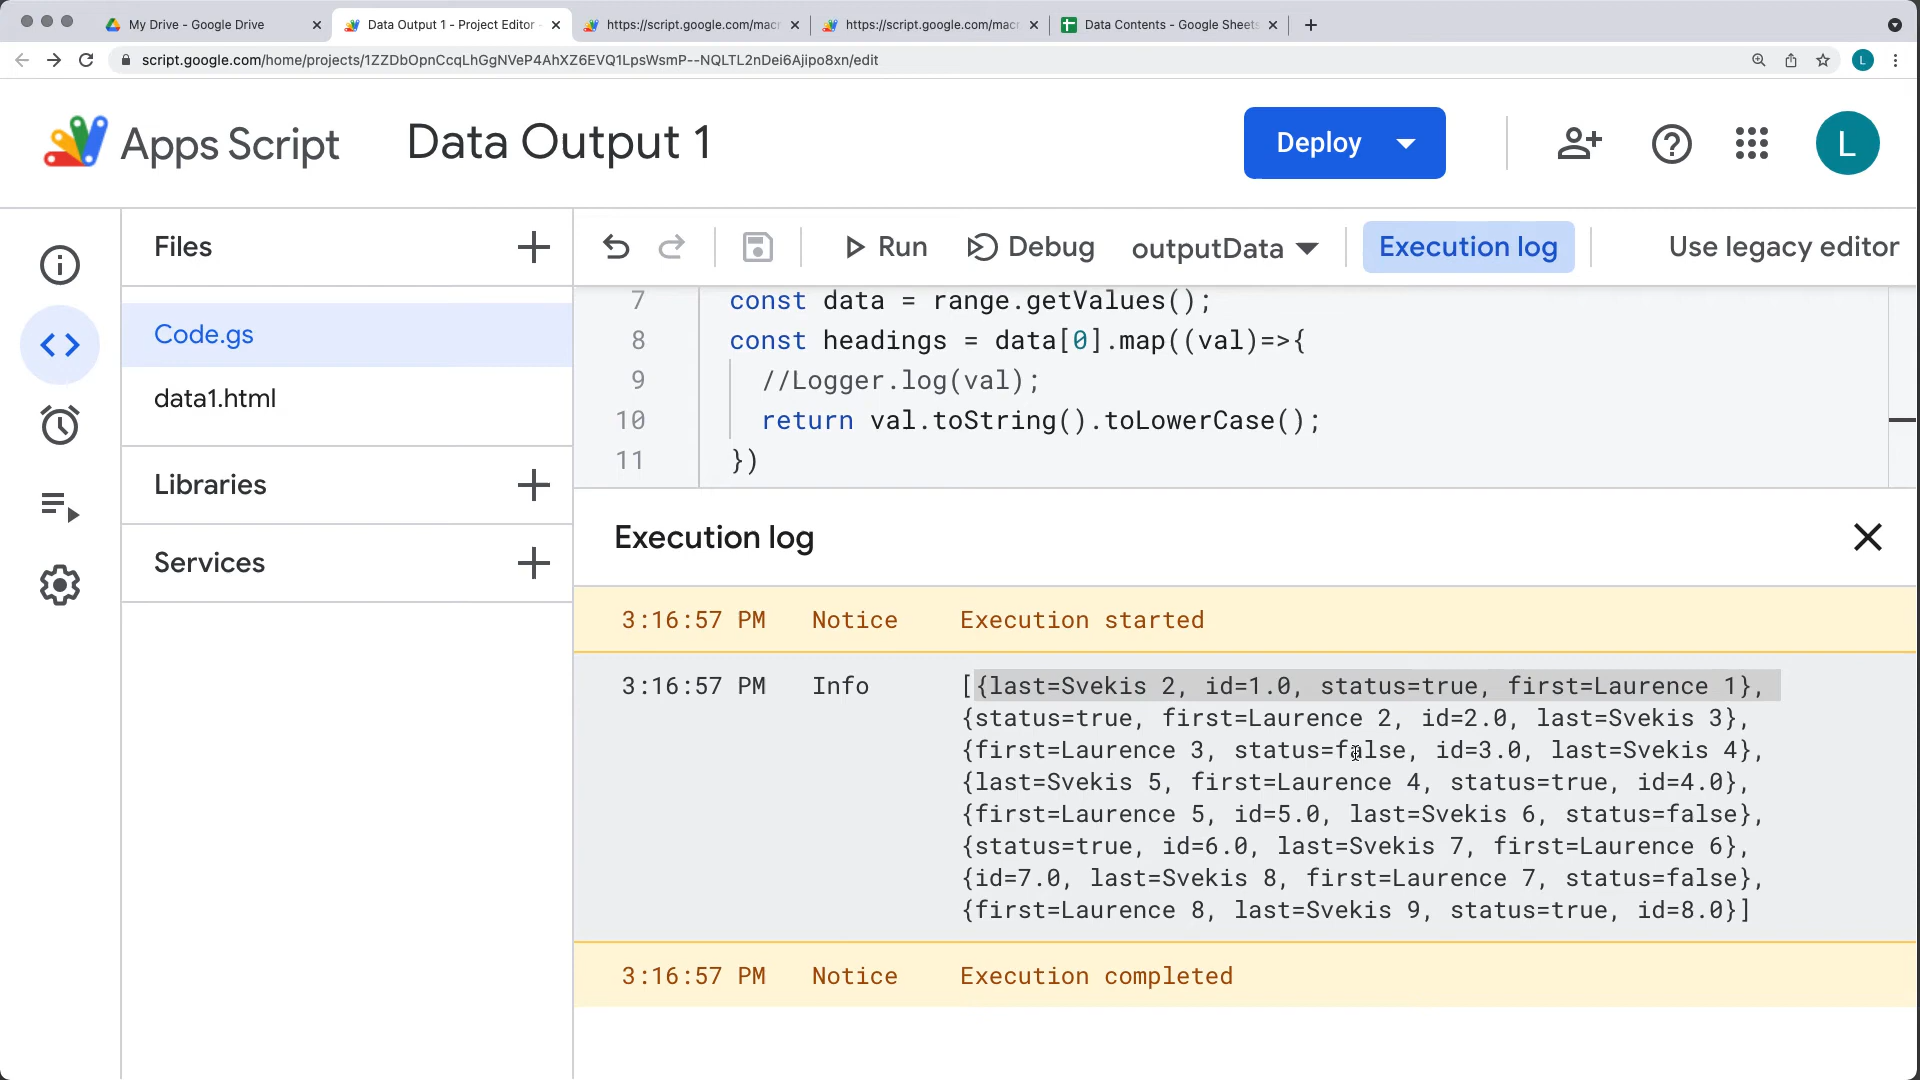 My Drive - Google Drive
Data Output 1 - Project Editor -
https://script.google.com/macr
https://script.google.com/macr
Data Contents - Google Sheets
script.google.com/home/projects/1ZZDbOpnCcqLhGgNVeP4AhXZ6EVQ1LpsWsmP--NQLTL2nDei6Ajipo8xn/edit
L
Apps Script
Data Output 1
Deploy
L
Files
Run
Debug
outputData
Execution log
Use legacy editor
Code.gs
data1.html
Libraries
Services
7 const data = range.getValues();
8 const headings = data[0].map((val)=>{
9 //Logger.log(val);
10 return val.toString().toLowerCase();
11 })
Execution log
3:16:57 PM Notice Execution started
3:16:57 PM Info [{last=Svekis 2, id=1.0, status=true, first=Laurence 1},
{status=true, first=Laurence 2, id=2.0, last=Svekis 3},
{first=Laurence 3, status=false, id=3.0, last=Svekis 4},
{last=Svekis 5, first=Laurence 4, status=true, id=4.0},
{first=Laurence 5, id=5.0, last=Svekis 6, status=false},
{status=true, id=6.0, last=Svekis 7, first=Laurence 6},
{id=7.0, last=Svekis 8, first=Laurence 7, status=false},
{first=Laurence 8, last=Svekis 9, status=true, id=8.0}]
3:16:57 PM Notice Execution completed